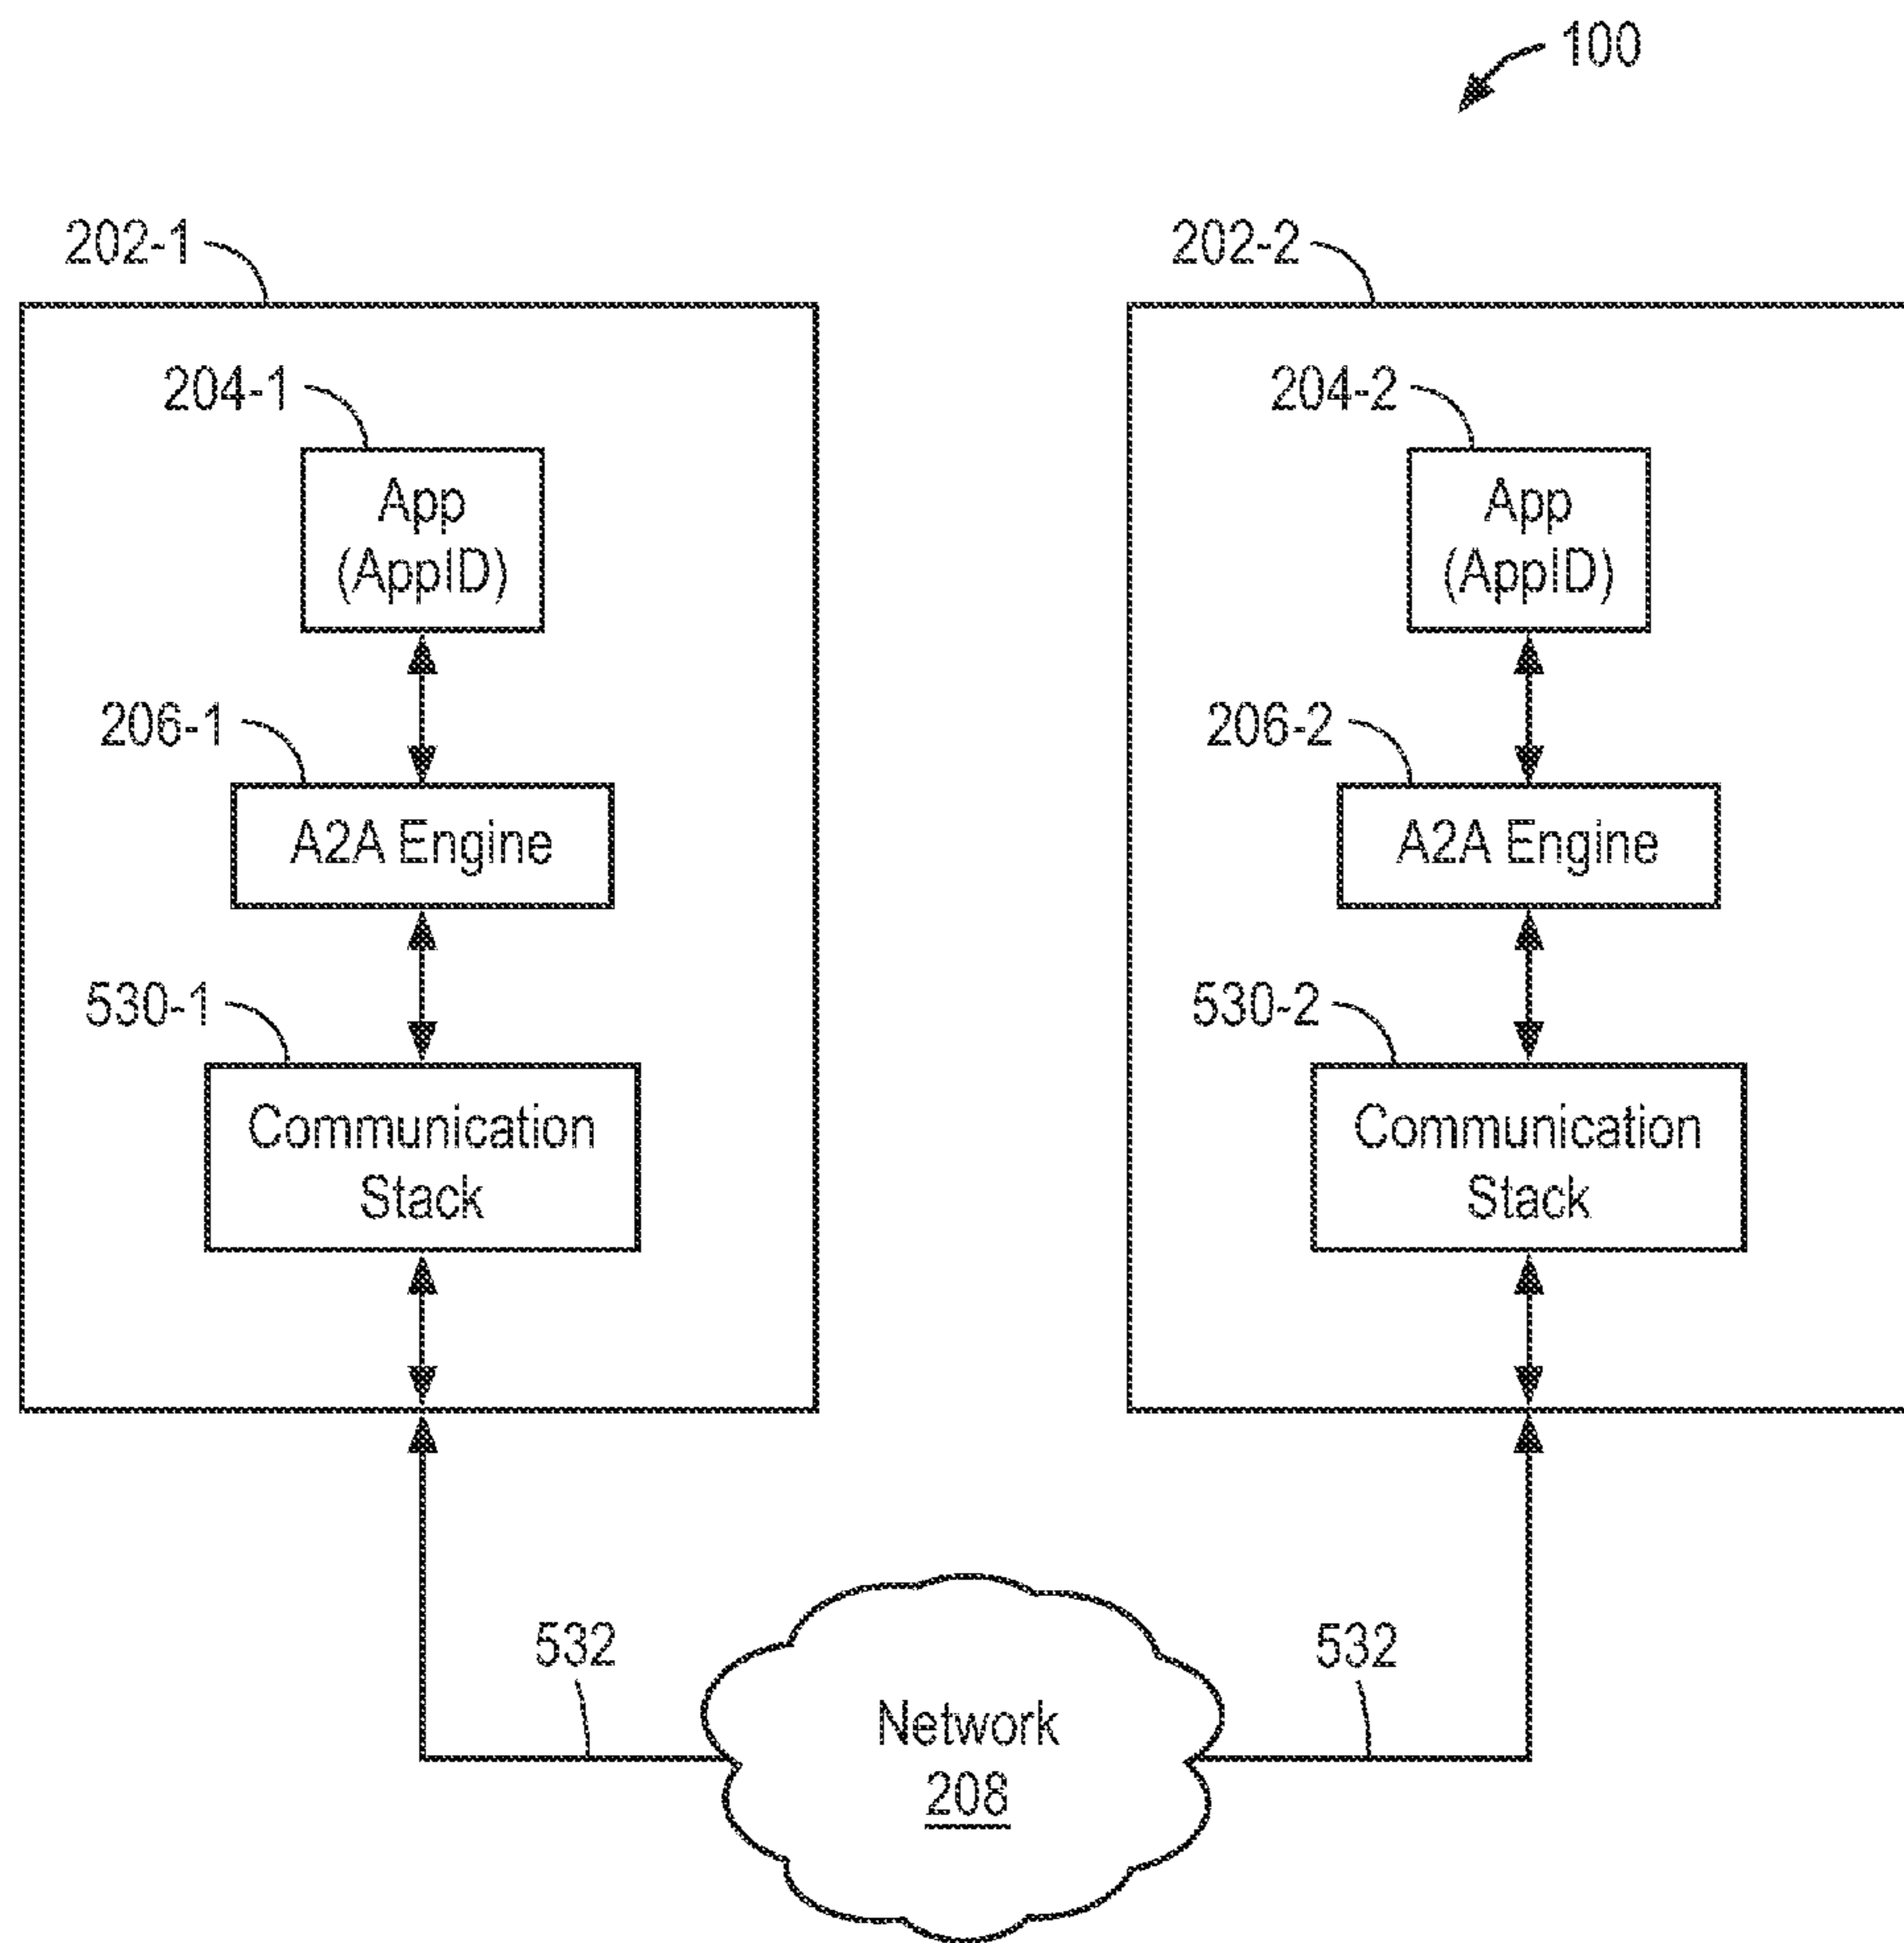 100
202-1
202-2
204-1
204-2
App
(AppID)
App
(AppID)
206-1
206-2
A2A Engine
A2A Engine
530-1
530-2
Communication
Stack
Communication
Stack
532
532
Network
208